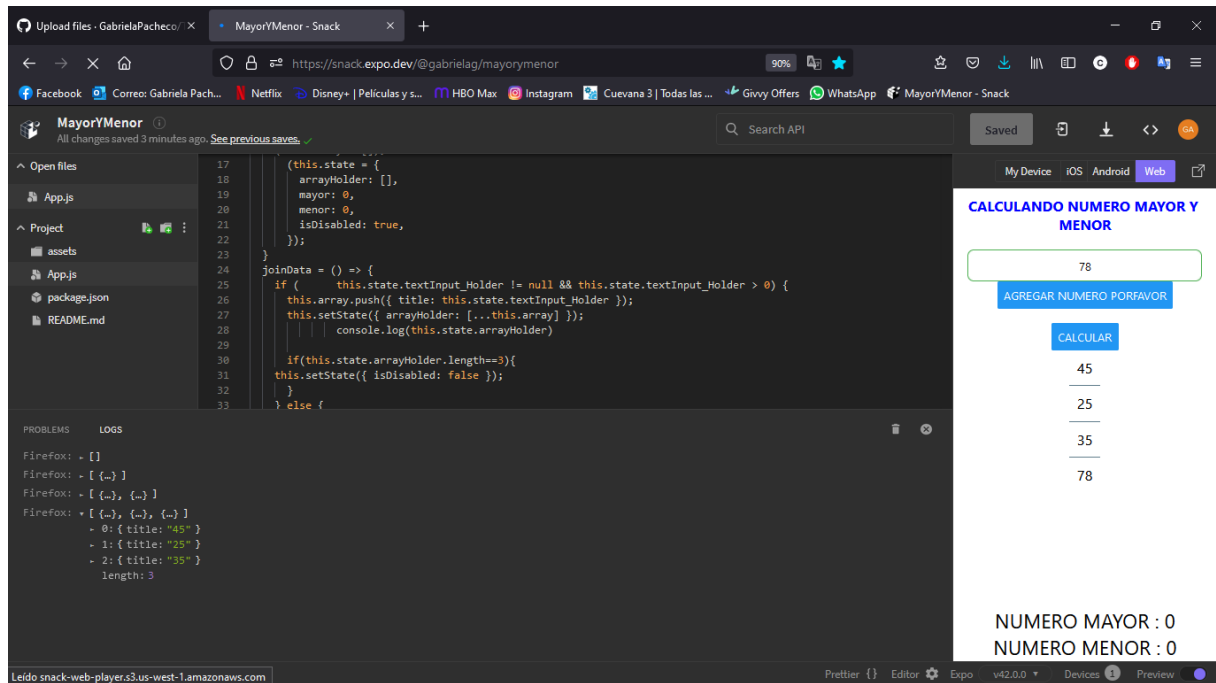 Upload files · GabrielaPacheco/T
MayorYMenor - Snack
https://snack.expo.dev/@gabrielag/mayorymenor
90%
Facebook
Correo: Gabriela Pach...
Netflix
Disney+ | Películas y s...
HBO Max
Instagram
Cuevana 3 | Todas las ...
Givvy Offers
WhatsApp
MayorYMenor - Snack
MayorYMenor
All changes saved 3 minutes ago. See previous saves.
Search API
Saved
GA
Open files
App.js
Project
assets
App.js
package.json
README.md
17 (this.state = {
18 arrayHolder: [],
19 mayor: 0,
20 menor: 0,
21 isDisabled: true,
22 });
23 }
24 joinData = () => {
25 if ( this.state.textInput_Holder != null && this.state.textInput_Holder > 0) {
26 this.array.push({ title: this.state.textInput_Holder });
27 this.setState({ arrayHolder: [...this.array] });
28 console.log(this.state.arrayHolder)
29
30 if(this.state.arrayHolder.length==3){
31 this.setState({ isDisabled: false });
32 }
33 } else {
PROBLEMS
LOGS
Firefox: []
Firefox: [ {…} ]
Firefox: [ {…}, {…} ]
Firefox: [ {…}, {…}, {…} ]
0: { title: "45" }
1: { title: "25" }
2: { title: "35" }
length: 3
My Device
iOS
Android
Web
CALCULANDO NUMERO MAYOR Y
MENOR
78
AGREGAR NUMERO PORFAVOR
CALCULAR
45
25
35
78
NUMERO MAYOR : 0
NUMERO MENOR : 0
Leído snack-web-player.s3.us-west-1.amazonaws.com
Prettier {}
Editor
Expo
v42.0.0
Devices 1
Preview